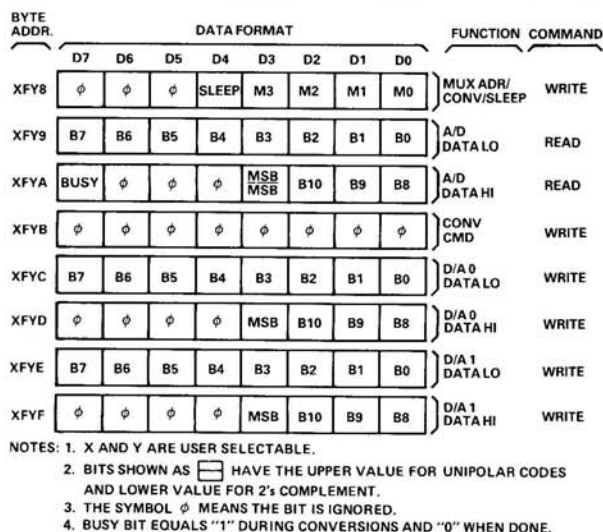 BYTE ADDR. DATA FORMAT FUNCTION COMMAND
D7 D6 D5 D4 D3 D2 D1 D0
XFY8 ϕ ϕ ϕ SLEEP M3 M2 M1 M0 MUX ADR/ CONV/SLEEP WRITE
XFY9 B7 B6 B5 B4 B3 B2 B1 B0 A/D DATA LO READ
XFYA BUSY ϕ ϕ ϕ MSB MSB B10 B9 B8 A/D DATA HI READ
XFYB ϕ ϕ ϕ ϕ ϕ ϕ ϕ ϕ CONV CMD WRITE
XFYC B7 B6 B5 B4 B3 B2 B1 B0 D/A 0 DATA LO WRITE
XFYD ϕ ϕ ϕ ϕ MSB B10 B9 B8 D/A 0 DATA HI WRITE
XFYE B7 B6 B5 B4 B3 B2 B1 B0 D/A 1 DATA LO WRITE
XFYF ϕ ϕ ϕ ϕ MSB B10 B9 B8 D/A 1 DATA HI WRITE
NOTES: 1. X AND Y ARE USER SELECTABLE.
2. BITS SHOWN AS HAVE THE UPPER VALUE FOR UNIPOLAR CODES
AND LOWER VALUE FOR 2's COMPLEMENT.
3. THE SYMBOL ϕ MEANS THE BIT IS IGNORED.
4. BUSY BIT EQUALS "1" DURING CONVERSIONS AND "0" WHEN DONE.